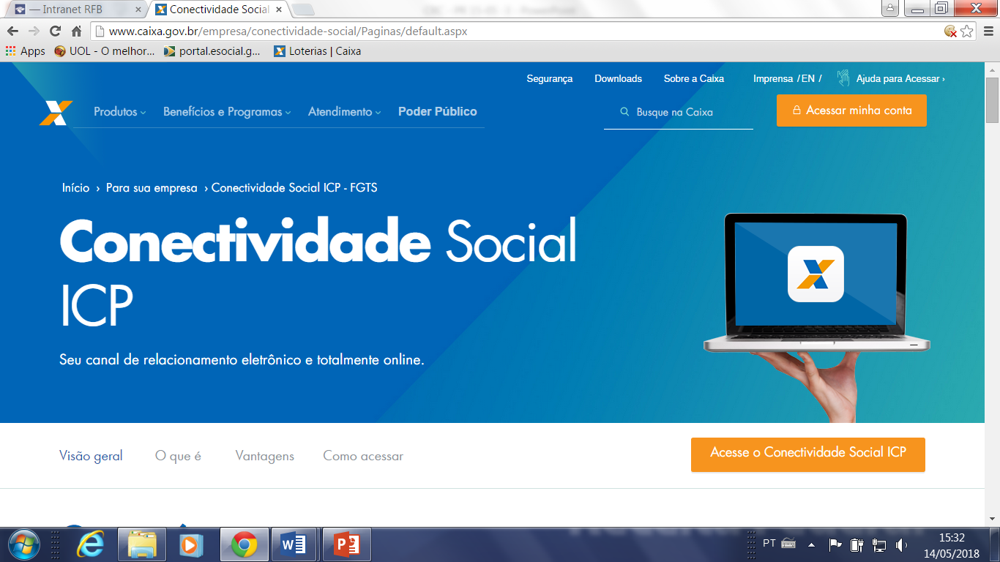 — Intranet RFB
Conectividade Social
www.caixa.gov.br/empresa/conectividade-social/Paginas/default.aspx
Apps
UOL - O melhor...
portal.esocial.g...
Loterias | Caixa
Segurança
Downloads
Sobre a Caixa
Imprensa / EN /
Ajuda para Acessar ›
Produtos
Benefícios e Programas
Atendimento
Poder Público
Busque na Caixa
Acessar minha conta
Início › Para sua empresa › Conectividade Social ICP - FGTS
Conectividade Social
ICP
Seu canal de relacionamento eletrônico e totalmente online.
Visão geral
O que é
Vantagens
Como acessar
Acesse o Conectividade Social ICP
PT
15:32
14/05/2018